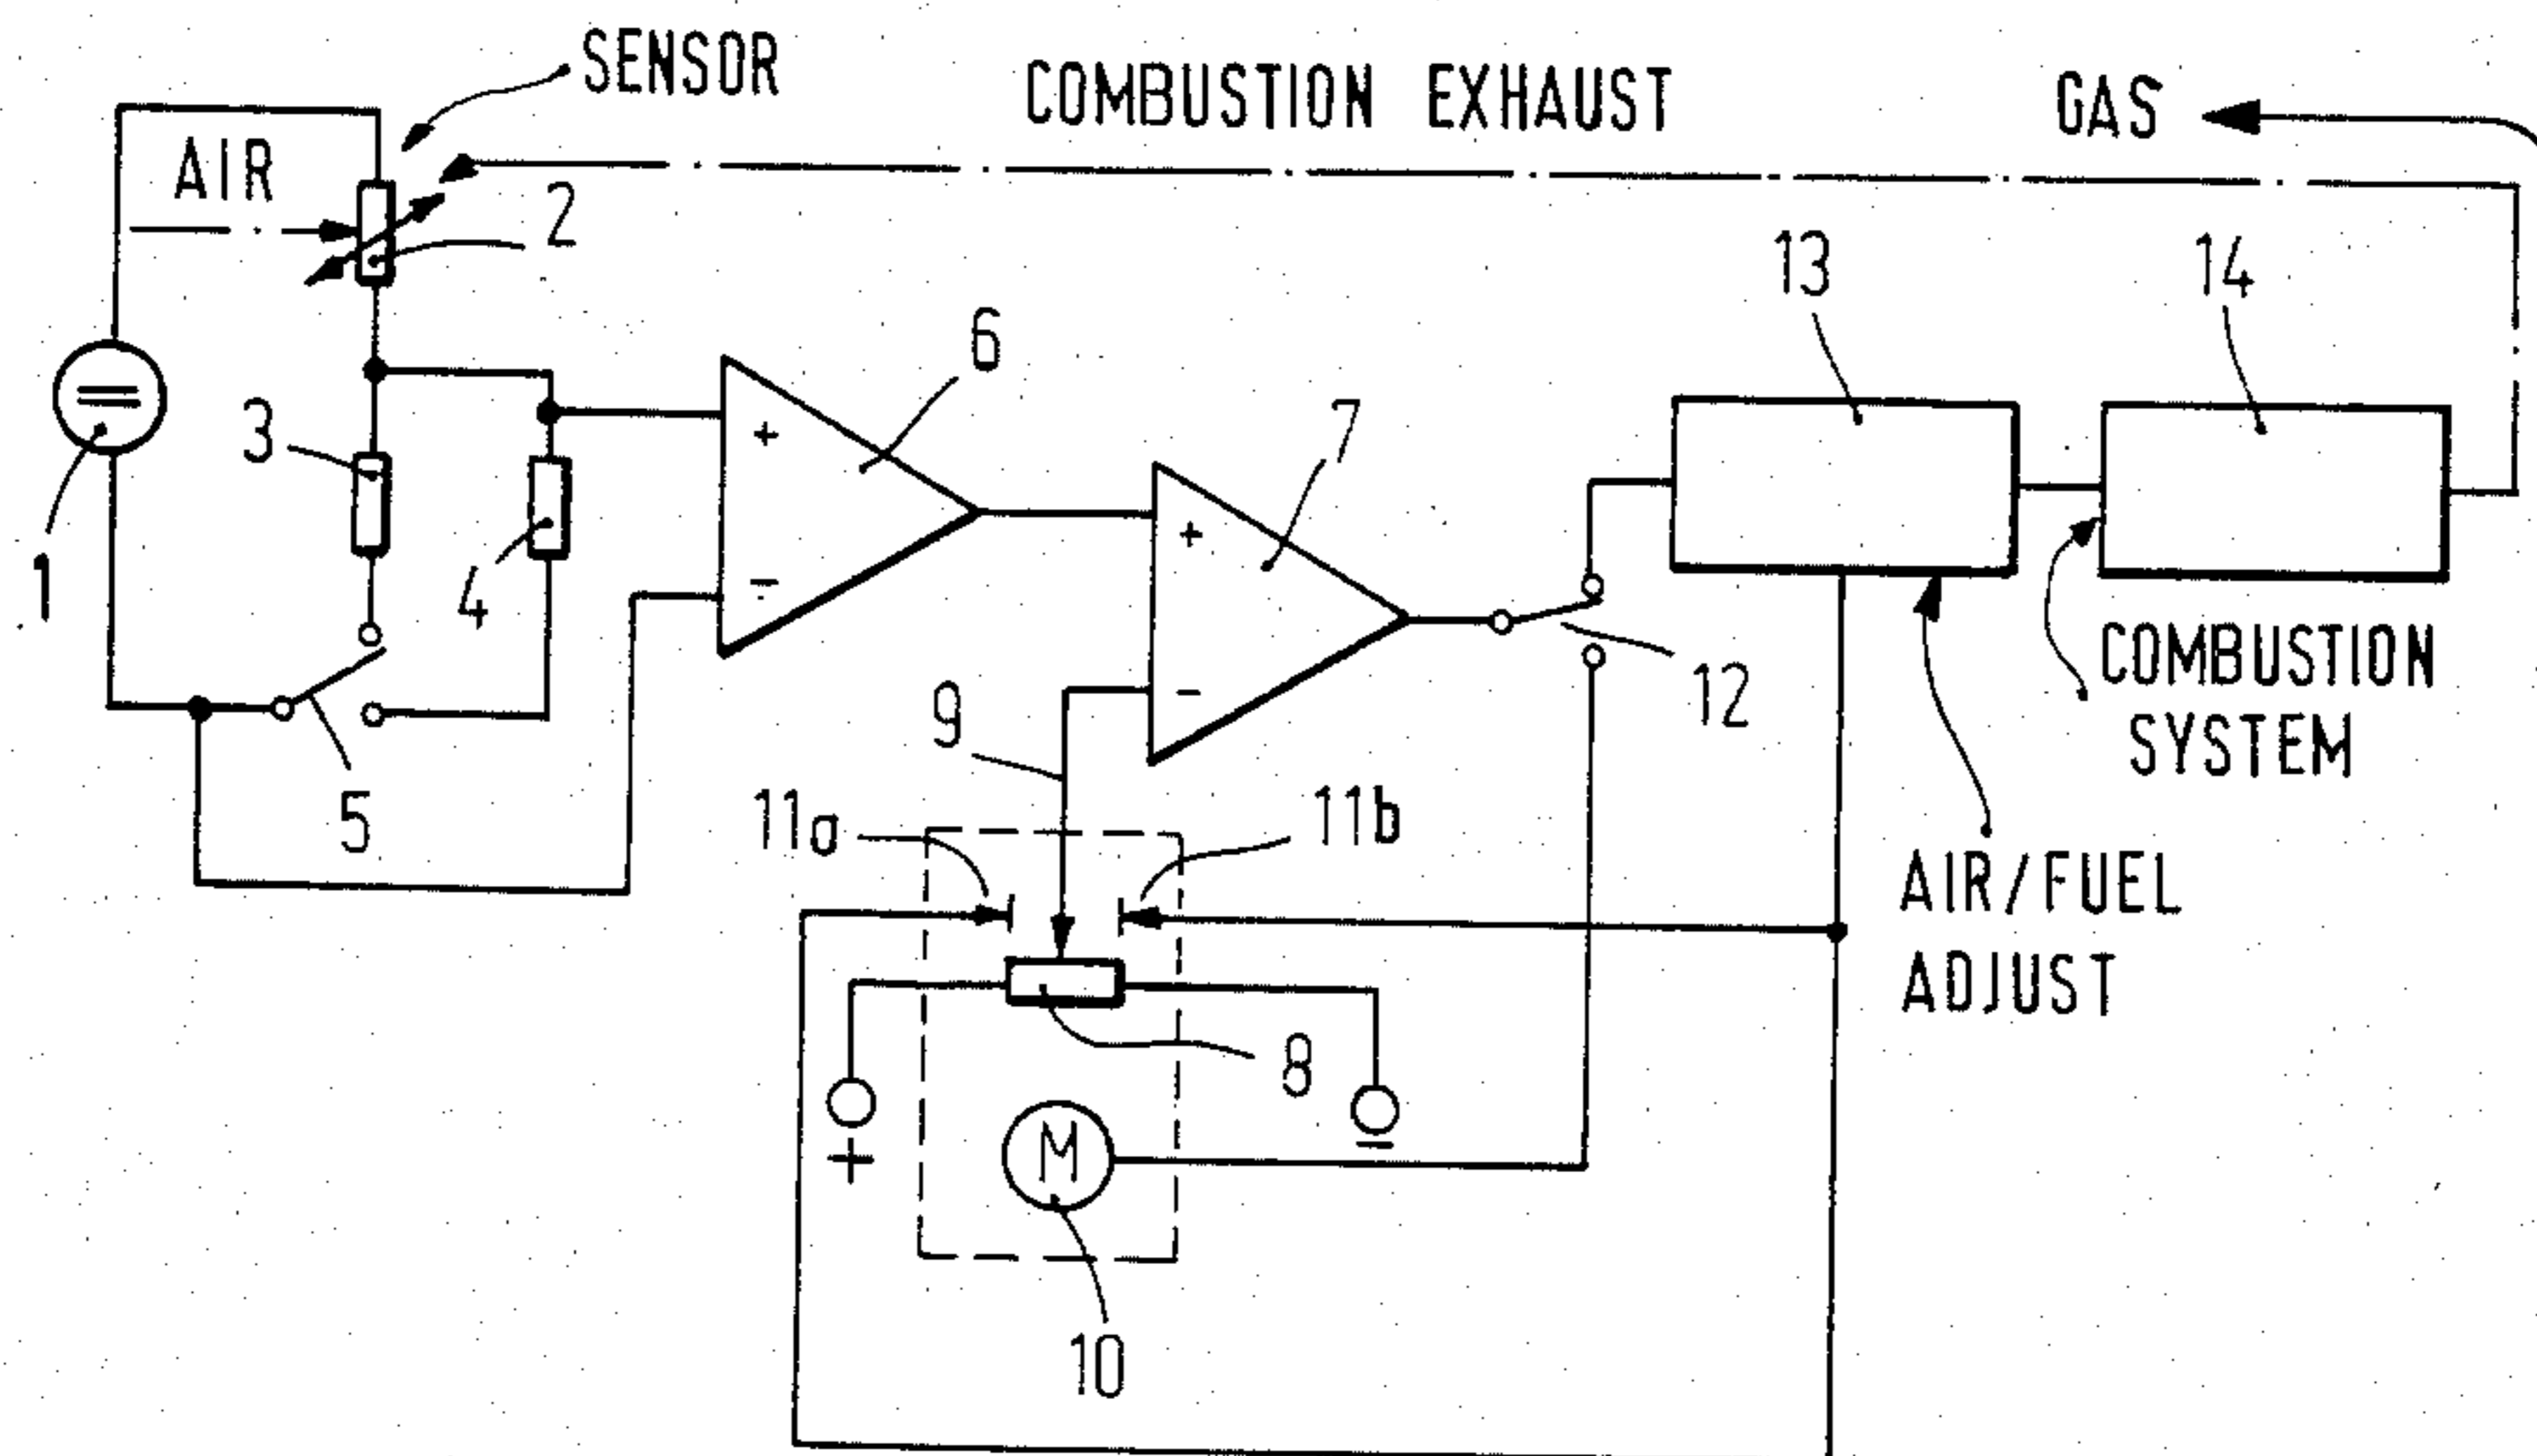 SENSOR
COMBUSTION EXHAUST GAS
AIR
2
13
14
6
3
7
1
4
12
COMBUSTION
SYSTEM
9
5
11a
11b
AIR/FUEL
ADJUST
8
M
10
+
-
+
-
+
-